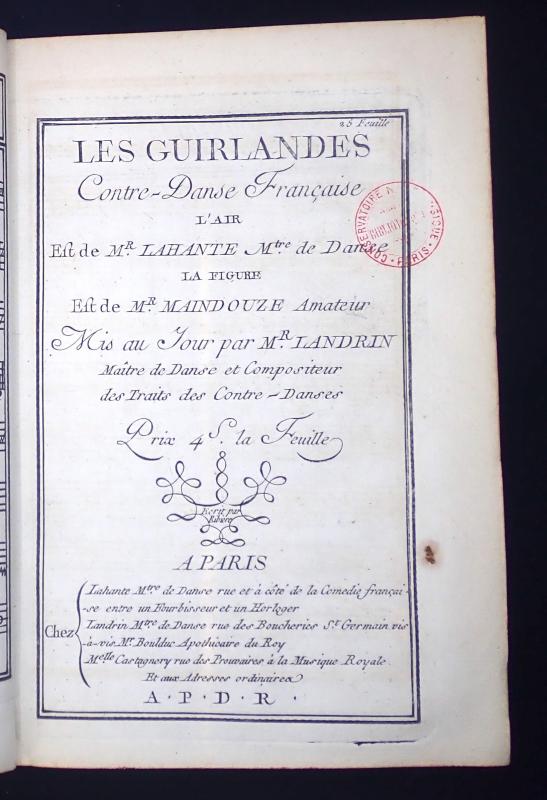 25 Feuille
LES GUIRLANDES
Contre-Danse Française
L'AIR
Est de MR. LAHANTE Mtre de Danse
LA FIGURE
Est de MR. MAINDOUZE Amateur
Mis au Jour par MR. LANDRIN
Maître de Danse et Compositeur
des Traits des Contre-Danses
Prix 4 S. la Feuille
Ecrit par
Ribiere
A PARIS
Chez
Lahante Mtre de Danse rue et à côté de la Comedie françai-
-se entre un Fourbisseur et un Horloger
Landrin Mtre de Danse rue des Boucheries St. Germain vis
-à-vis Mr. Boulduc Apothicaire du Roy
Melle Castagnery rue des Prouvaires à la Musique Royale
Et aux Adresses ordinaires
A · P · D · R ·
CONSERVATOIRE